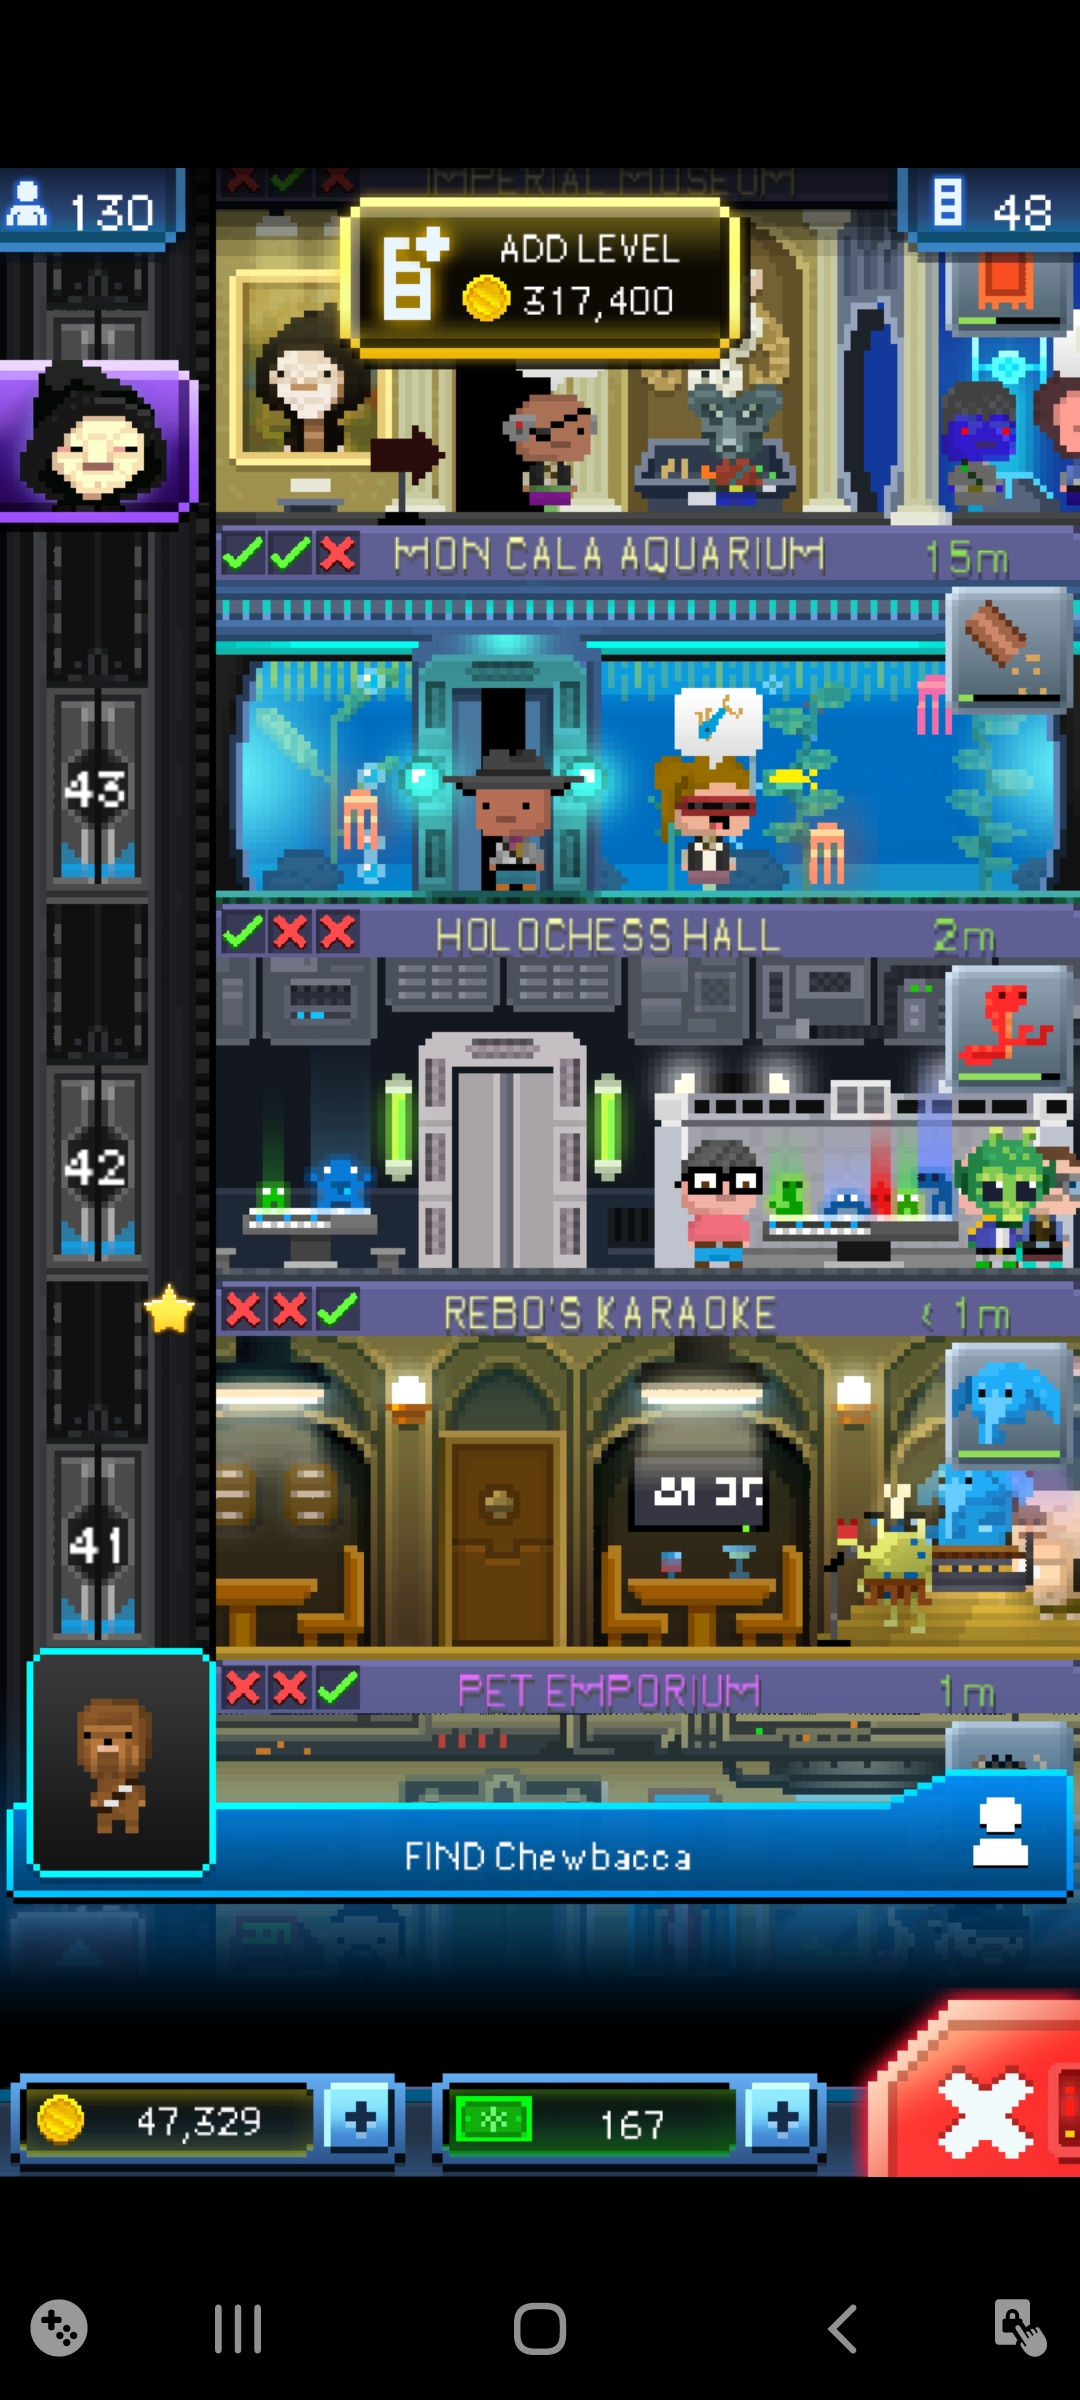 IMPERIAL MUSEUM
130
48
ADD LEVEL
317,400
MON CALA AQUARIUM 15m
43
HOLOCHESS HALL 2m
42
REBO'S KARAOKE < 1m
41
PET EMPORIUM 1m
FIND Chewbacca
47,329
167